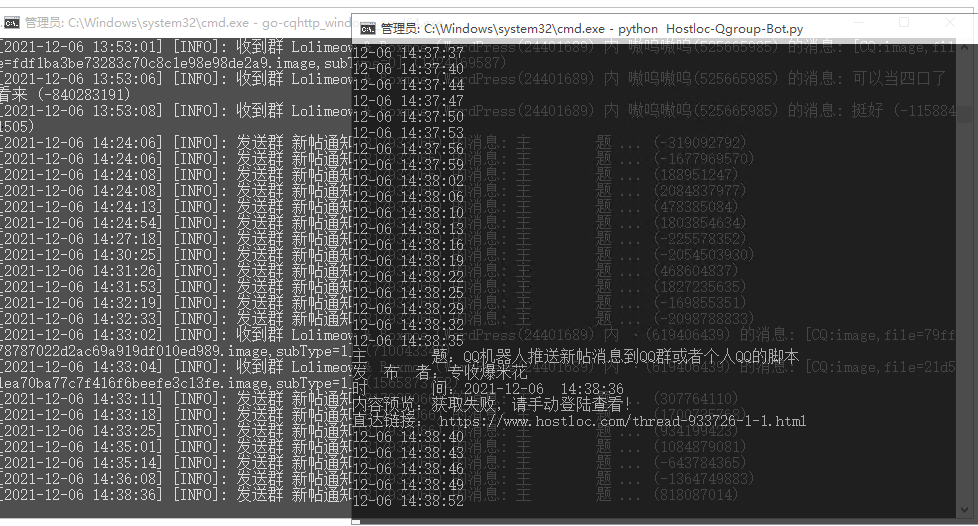 管理员: C:\Windows\system32\cmd.exe - go-cqhttp_wind
[2021-12-06 13:53:01] [INFO]: 收到群 Lolimeow
=fdf1ba3be73283c70c8c1e98e98de2a9.image,sub
[2021-12-06 13:53:06] [INFO]: 收到群 Lolimeow
看来 (-840283191)
[2021-12-06 13:53:08] [INFO]: 收到群 Lolimeow
1505)
[2021-12-06 14:24:06] [INFO]: 发送群 新帖通知
[2021-12-06 14:24:06] [INFO]: 发送群 新帖通知
[2021-12-06 14:24:08] [INFO]: 发送群 新帖通知
[2021-12-06 14:24:08] [INFO]: 发送群 新帖通知
[2021-12-06 14:24:13] [INFO]: 发送群 新帖通知
[2021-12-06 14:24:54] [INFO]: 发送群 新帖通知
[2021-12-06 14:27:18] [INFO]: 发送群 新帖通知
[2021-12-06 14:30:25] [INFO]: 发送群 新帖通知
[2021-12-06 14:31:26] [INFO]: 发送群 新帖通知
[2021-12-06 14:31:53] [INFO]: 发送群 新帖通知
[2021-12-06 14:32:19] [INFO]: 发送群 新帖通知
[2021-12-06 14:32:33] [INFO]: 发送群 新帖通知
[2021-12-06 14:33:02] [INFO]: 收到群 Lolimeow
78787022d2ac69a919df010ed989.image,subType=1
[2021-12-06 14:33:04] [INFO]: 收到群 Lolimeow
1ea70ba77c7f416f6beefe3c13fe.image,subType=1
[2021-12-06 14:33:11] [INFO]: 发送群 新帖通知
[2021-12-06 14:33:18] [INFO]: 发送群 新帖通知
[2021-12-06 14:33:25] [INFO]: 发送群 新帖通知
[2021-12-06 14:35:01] [INFO]: 发送群 新帖通知
[2021-12-06 14:35:14] [INFO]: 发送群 新帖通知
[2021-12-06 14:36:08] [INFO]: 发送群 新帖通知
[2021-12-06 14:38:36] [INFO]: 发送群 新帖通知
管理员: C:\Windows\system32\cmd.exe - python  Hostloc-Qgroup-Bot.py
12-06 14:37:37
12-06 14:37:40
12-06 14:37:44
12-06 14:37:47
12-06 14:37:50
12-06 14:37:53
12-06 14:37:56
12-06 14:37:59
12-06 14:38:02
12-06 14:38:06
12-06 14:38:10
12-06 14:38:13
12-06 14:38:16
12-06 14:38:19
12-06 14:38:22
12-06 14:38:25
12-06 14:38:29
12-06 14:38:32
12-06 14:38:35
主        题：QQ机器人推送新帖消息到QQ群或者个人QQ的脚本
发  布  者：专收爆米花
时        间：2021-12-06  14:38:36
内容预览：获取失败，请手动登陆查看！
直达链接： https://www.hostloc.com/thread-933726-1-1.html
12-06 14:38:40
12-06 14:38:43
12-06 14:38:46
12-06 14:38:49
12-06 14:38:52